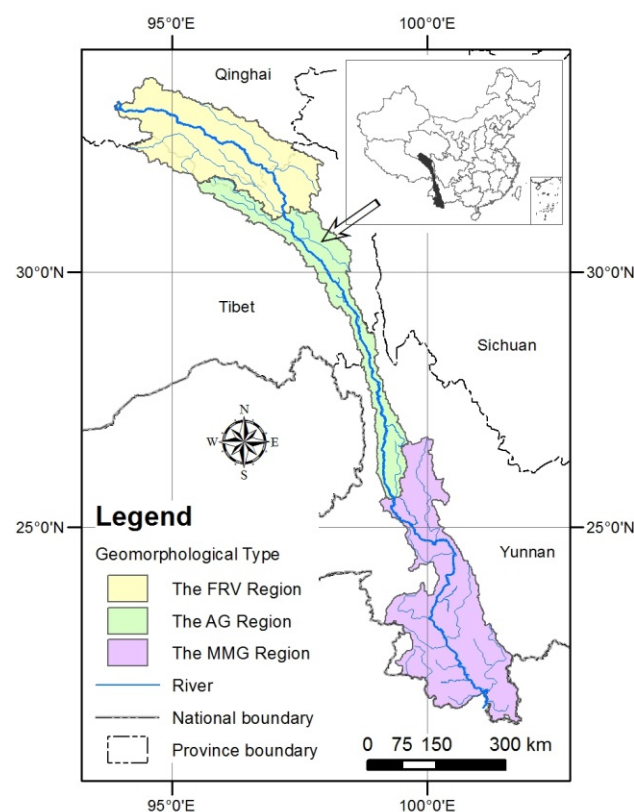 95°0'E
100°0'E
Qinghai
30°0'N
30°0'N
Tibet
Sichuan
N
W
E
S
25°0'N
25°0'N
Legend
Yunnan
Geomorphological Type
The FRV Region
The AG Region
The MMG Region
River
National boundary
Province boundary
0 75 150 300 km
95°0'E
100°0'E